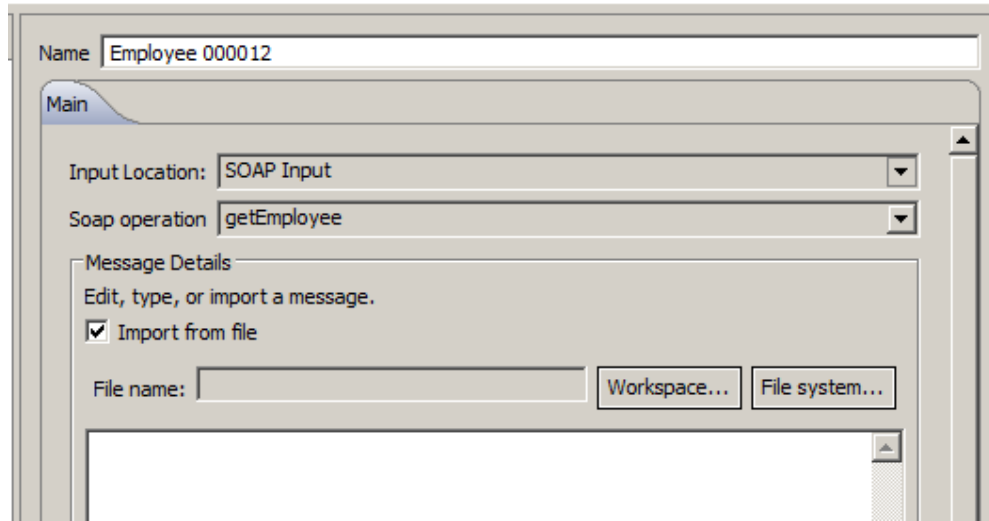 Name Employee 000012
Main
Input Location: SOAP Input
Soap operation getEmployee
Message Details
Edit, type, or import a message.
Import from file
File name: Workspace... File system...